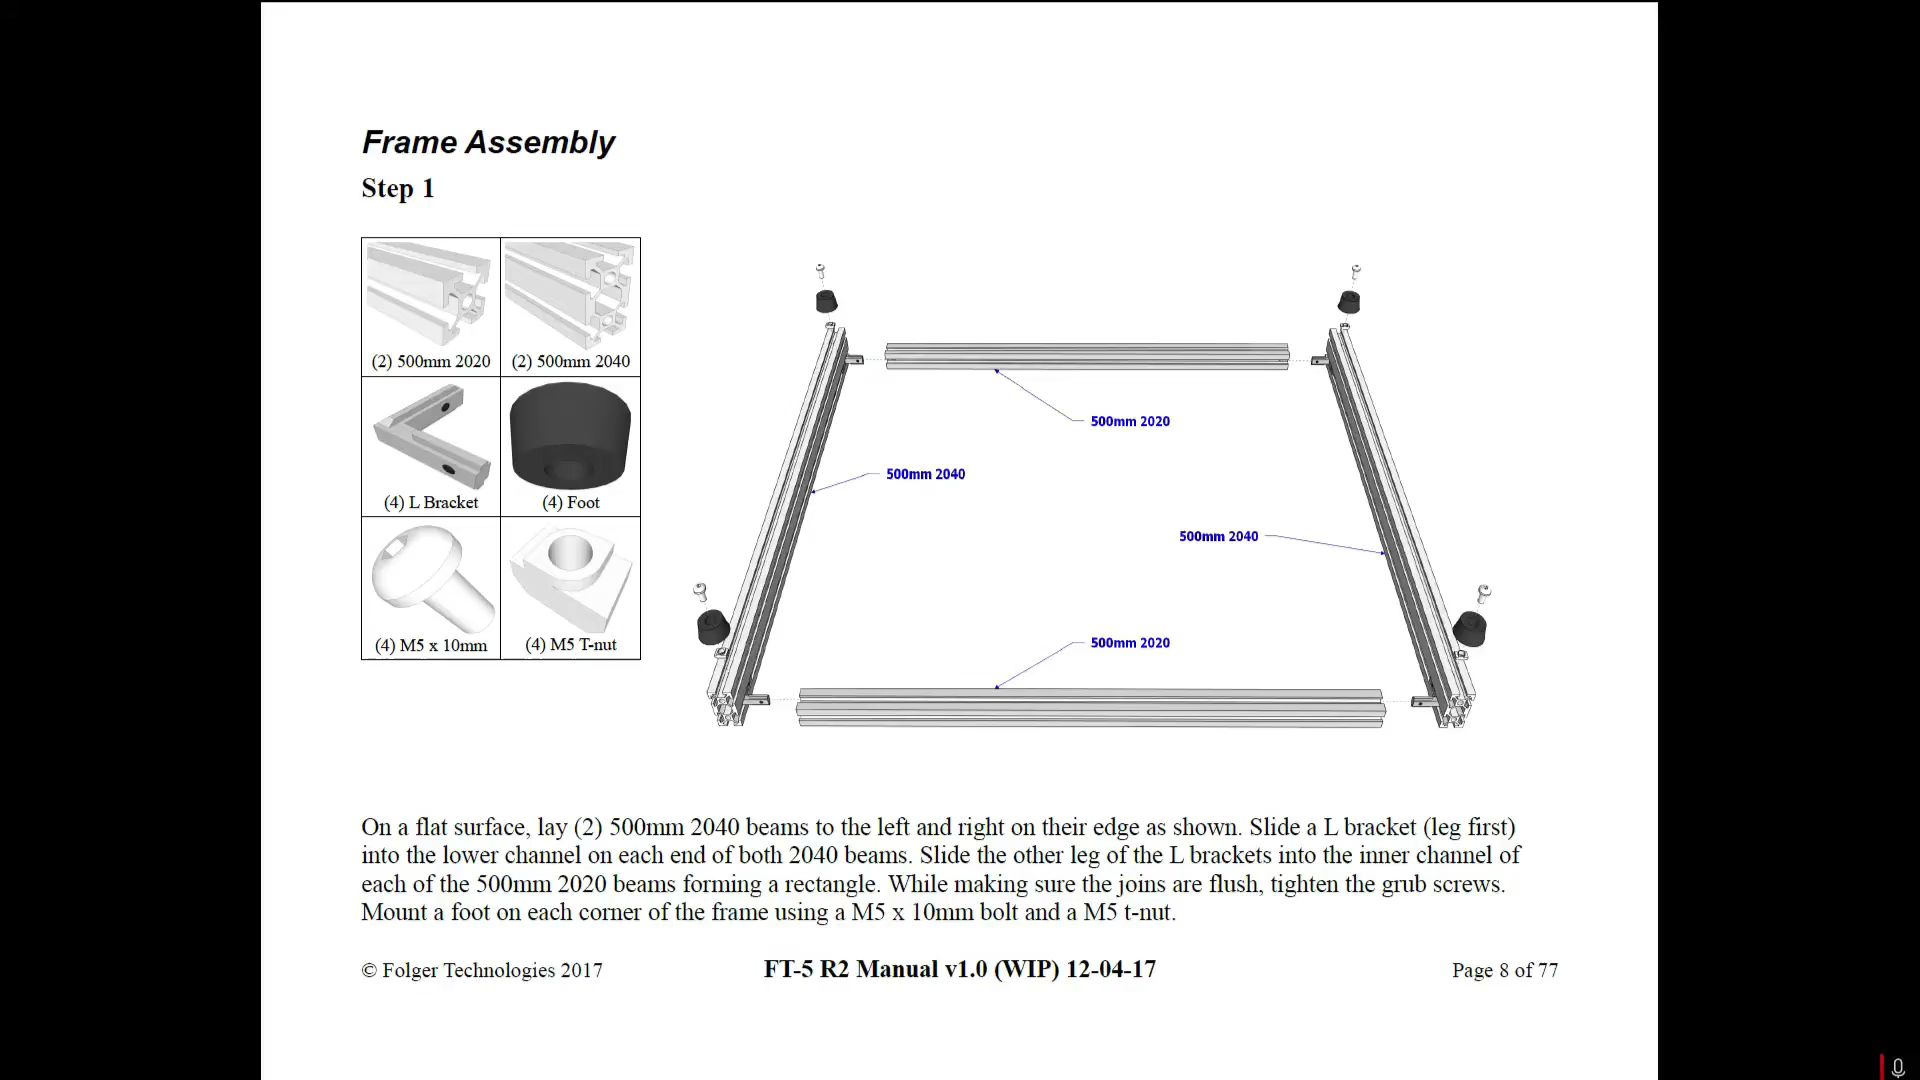 Frame Assembly
Step 1
(2) 500mm 2020
(2) 500mm 2040
(4) L Bracket
(4) Foot
(4) M5 x 10mm
(4) M5 T-nut
500mm 2020
500mm 2040
500mm 2040
500mm 2020
On a flat surface, lay (2) 500mm 2040 beams to the left and right on their edge as shown. Slide a L bracket (leg first)
into the lower channel on each end of both 2040 beams. Slide the other leg of the L brackets into the inner channel of
each of the 500mm 2020 beams forming a rectangle. While making sure the joins are flush, tighten the grub screws.
Mount a foot on each corner of the frame using a M5 x 10mm bolt and a M5 t-nut.
© Folger Technologies 2017
FT-5 R2 Manual v1.0 (WIP) 12-04-17
Page 8 of 77